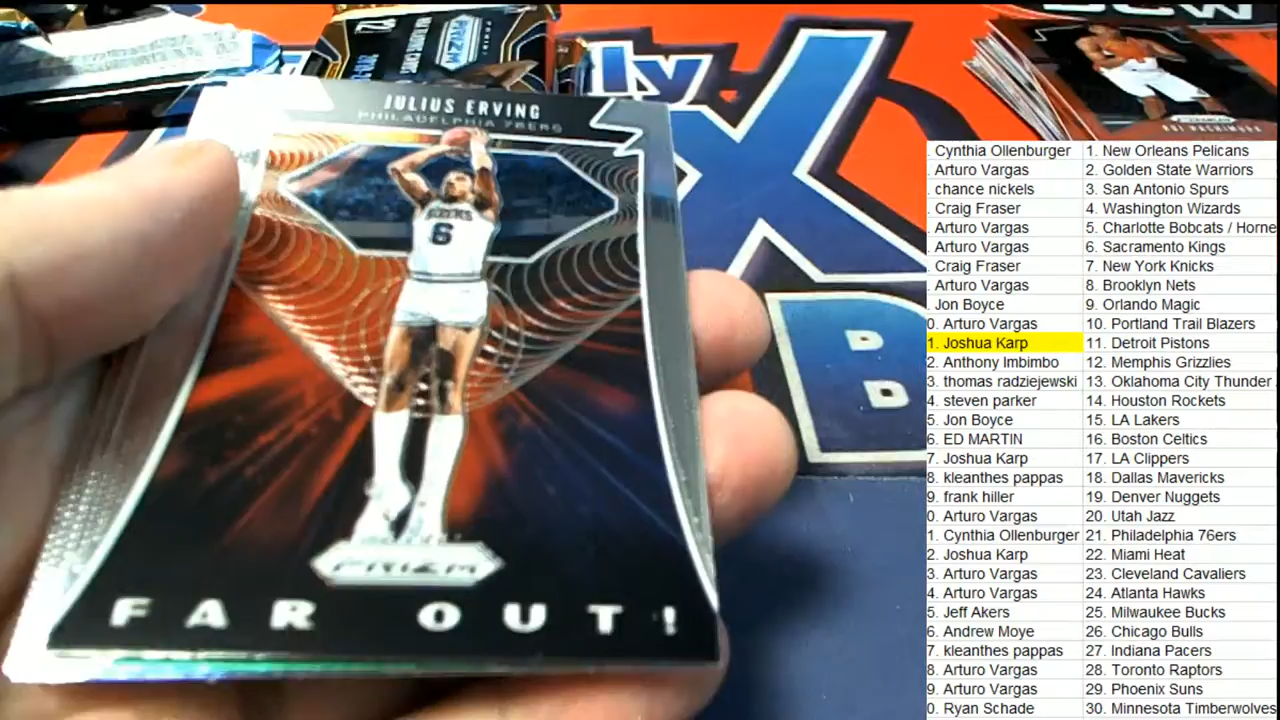 JULIUS ERVING
PHILADELPHIA 76ERS
SIXERS
6
PRIZM
FAR OUT!
PRIZM
12
ly
X
B
RUI HACHIMURA
Cynthia Ollenburger 1. New Orleans Pelicans
. Arturo Vargas 2. Golden State Warriors
. chance nickels 3. San Antonio Spurs
. Craig Fraser 4. Washington Wizards
. Arturo Vargas 5. Charlotte Bobcats / Horne
. Arturo Vargas 6. Sacramento Kings
. Craig Fraser 7. New York Knicks
. Arturo Vargas 8. Brooklyn Nets
. Jon Boyce 9. Orlando Magic
0. Arturo Vargas 10. Portland Trail Blazers
1. Joshua Karp 11. Detroit Pistons
2. Anthony Imbimbo 12. Memphis Grizzlies
3. thomas radziejewski 13. Oklahoma City Thunder
4. steven parker 14. Houston Rockets
5. Jon Boyce 15. LA Lakers
6. ED MARTIN 16. Boston Celtics
7. Joshua Karp 17. LA Clippers
8. kleanthes pappas 18. Dallas Mavericks
9. frank hiller 19. Denver Nuggets
0. Arturo Vargas 20. Utah Jazz
1. Cynthia Ollenburger 21. Philadelphia 76ers
2. Joshua Karp 22. Miami Heat
3. Arturo Vargas 23. Cleveland Cavaliers
4. Arturo Vargas 24. Atlanta Hawks
5. Jeff Akers 25. Milwaukee Bucks
6. Andrew Moye 26. Chicago Bulls
7. kleanthes pappas 27. Indiana Pacers
8. Arturo Vargas 28. Toronto Raptors
9. Arturo Vargas 29. Phoenix Suns
0. Ryan Schade 30. Minnesota Timberwolves